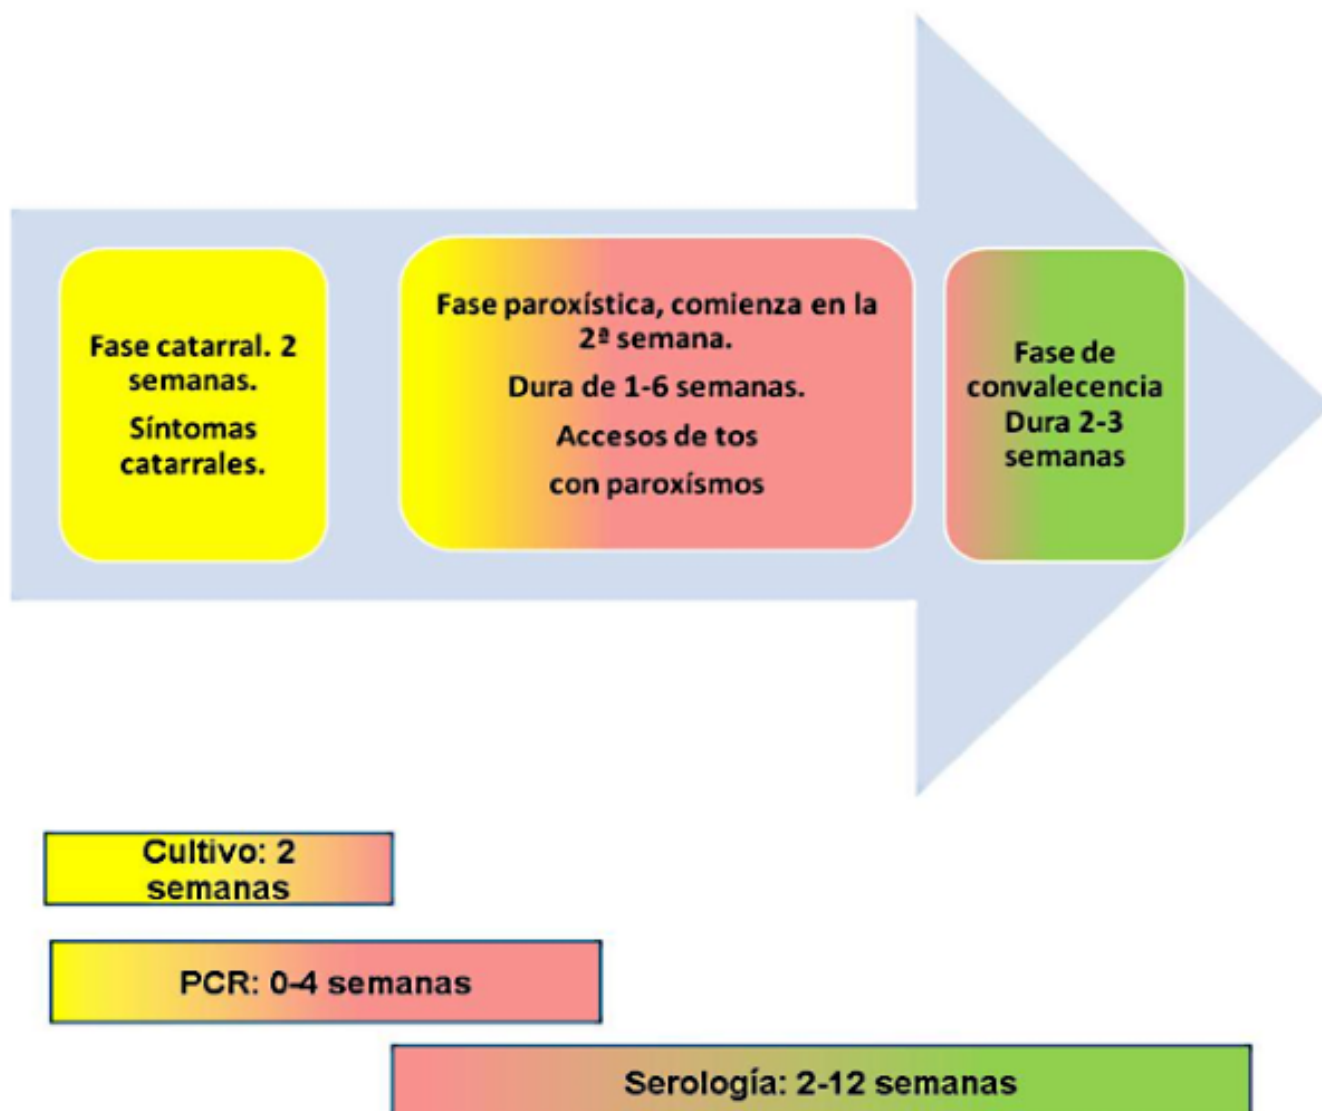 Fase catarral. 2
semanas.
Síntomas
catarrales.
Fase paroxística, comienza en la
2ª semana.
Dura de 1-6 semanas.
Accesos de tos
con paroxísmos
Fase de
convalecencia
Dura 2-3
semanas
Cultivo: 2
semanas
PCR: 0-4 semanas
Serología: 2-12 semanas